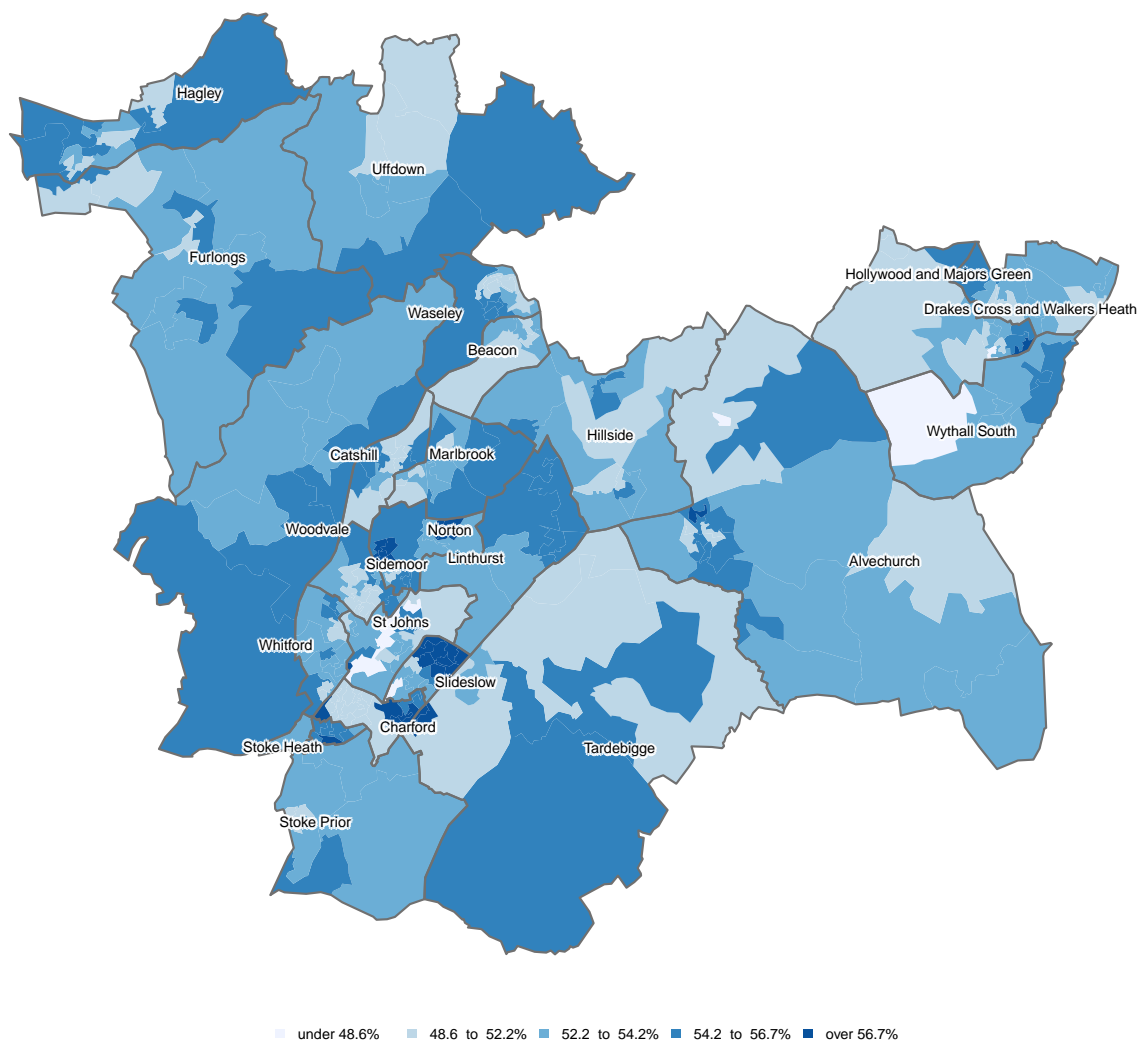 Hagley
Uffdown
Furlongs
Hollywood and Majors Green
Drakes Cross and Walkers Heath
Waseley
Beacon
Wythall South
Hillside
Catshill
Marlbrook
Woodvale
Norton
Linthurst
Sidemoor
Alvechurch
St Johns
Whitford
Slideslow
Charford
Stoke Heath
Tardebigge
Stoke Prior
under 48.6% 48.6 to 52.2% 52.2 to 54.2% 54.2 to 56.7% over 56.7%